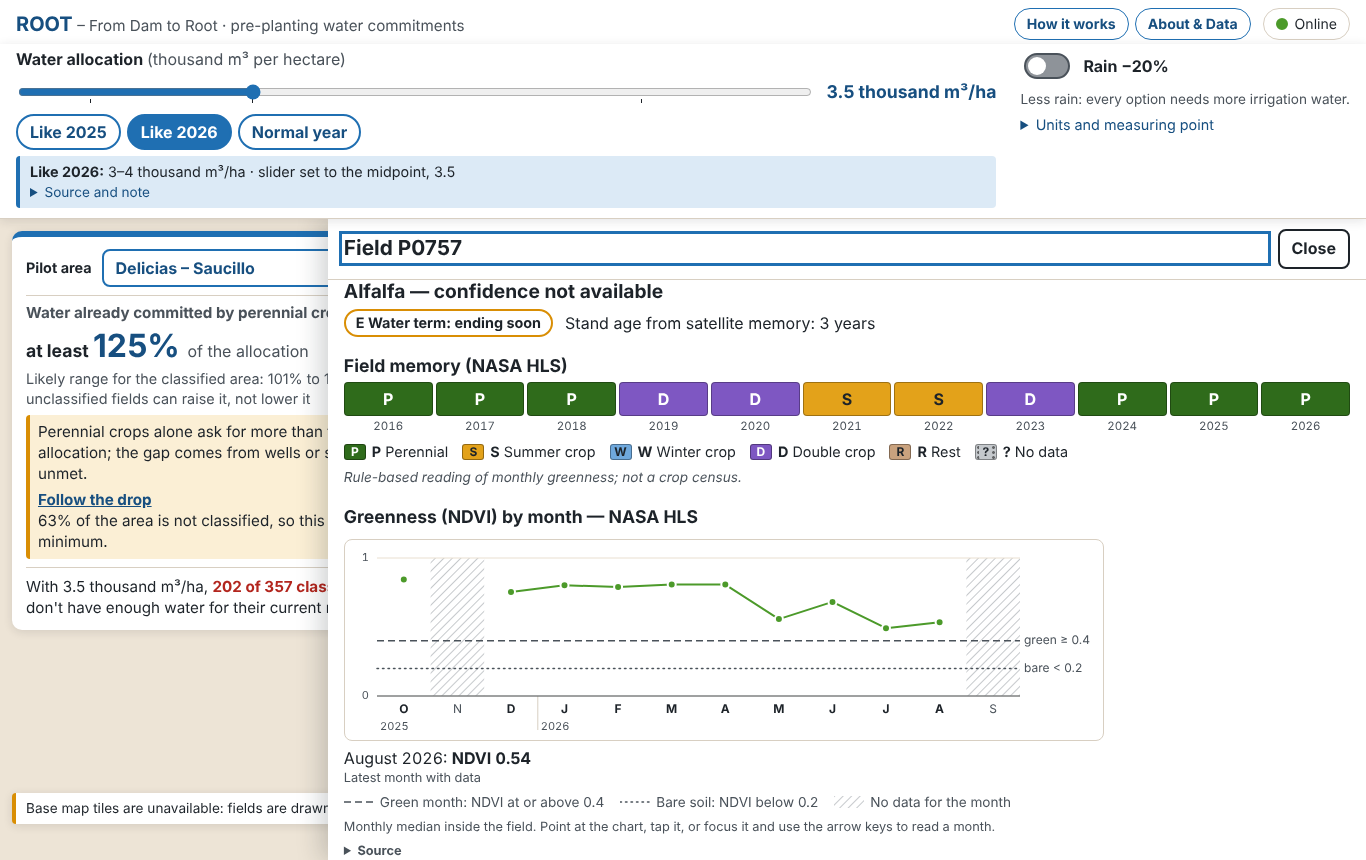 ROOT – From Dam to Root · pre-planting water commitments
How it works
About & Data
Online
Water allocation (thousand m³ per hectare)
3.5 thousand m³/ha
Like 2025
Like 2026
Normal year
Like 2026: 3–4 thousand m³/ha · slider set to the midpoint, 3.5
Source and note
Rain −20%
Less rain: every option needs more irrigation water.
Units and measuring point
Pilot area
Delicias – Saucillo
Water already committed by perennial
at least 125% of the allocation
Likely range for the classified area: 101% to
unclassified fields can raise it, not lower it
Perennial crops alone ask for more than
allocation; the gap comes from wells or
unmet.
Follow the drop
63% of the area is not classified, so this
minimum.
With 3.5 thousand m³/ha, 202 of 357
don't have enough water for their current
Base map tiles are unavailable: fields are
Field P0757
Close
Alfalfa — confidence not available
E Water term: ending soon
Stand age from satellite memory: 3 years
Field memory (NASA HLS)
P P P D D S S D P P P
2016 2017 2018 2019 2020 2021 2022 2023 2024 2025 2026
P P Perennial S S Summer crop W W Winter crop D D Double crop R R Rest ? ? No data
Rule-based reading of monthly greenness; not a crop census.
Greenness (NDVI) by month — NASA HLS
1
green ≥ 0.4
bare < 0.2
0
O N D J F M A M J J A S
2025 2026
August 2026: NDVI 0.54
Latest month with data
Green month: NDVI at or above 0.4
Bare soil: NDVI below 0.2
No data for the month
Monthly median inside the field. Point at the chart, tap it, or focus it and use the arrow keys to read a month.
Source